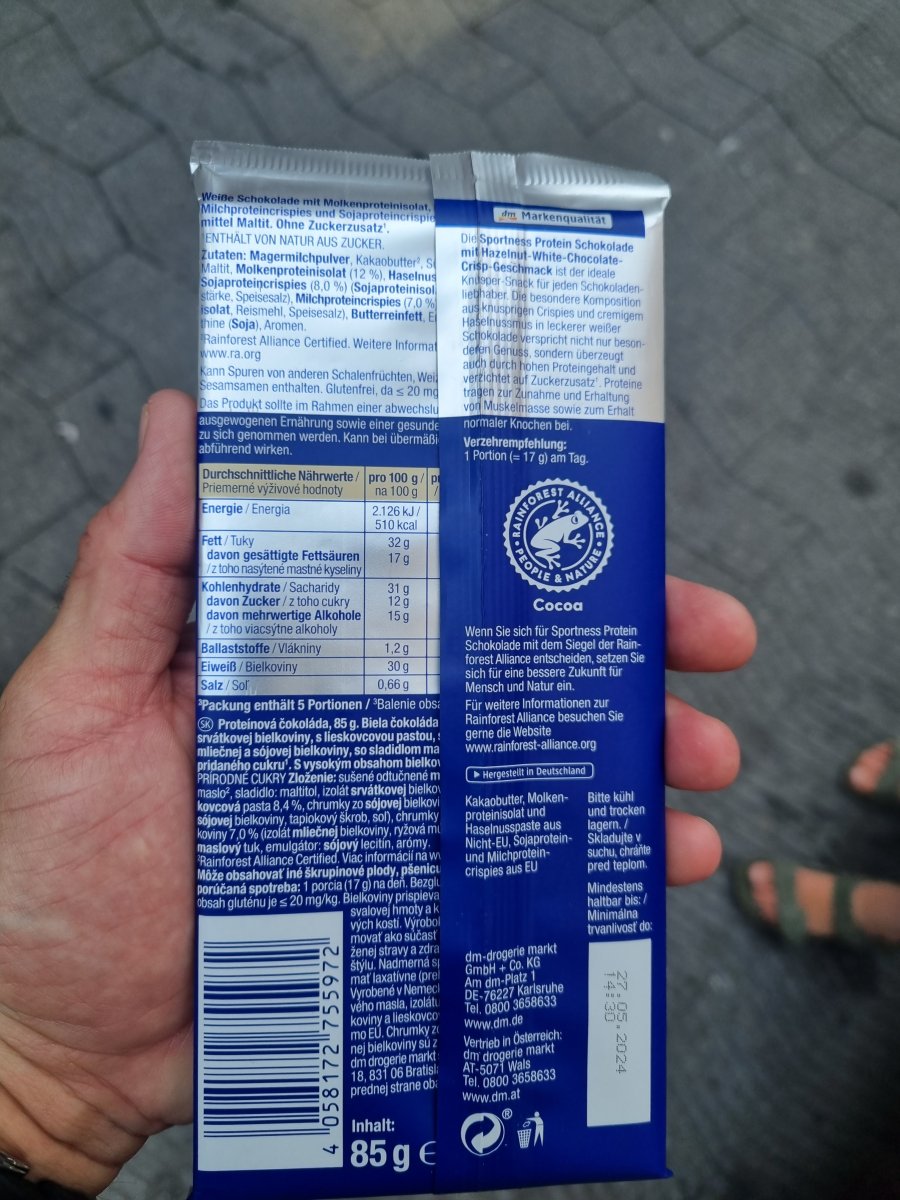 Weiße Schokolade mit Molkenproteinisolat,
Milchproteincrispies und Sojaproteincrispie
mittel Maltit. Ohne Zuckerzusatz¹.
¹ENTHÄLT VON NATUR AUS ZUCKER.
Zutaten: Magermilchpulver, Kakaobutter²,
Maltit, Molkenproteinisolat (12 %), Haselnus
Sojaproteincrispies (8,0 %) (Sojaproteinisol
stärke, Speisesalz), Milchproteincrispies (7,0 %
isolat, Reismehl, Speisesalz), Butterreinfett,
thine (Soja), Aromen.
²Rainforest Alliance Certified. Weitere Informat
www.ra.org
Kann Spuren von anderen Schalenfrüchten, Wei
Sesamsamen enthalten. Glutenfrei, da ≤ 20 mg
Das Produkt sollte im Rahmen einer abwechslu
ausgewogenen Ernährung sowie einer gesunde
zu sich genommen werden. Kann bei übermäßi
abführend wirken.
Durchschnittliche Nährwerte / pro 100 g /
Priemerné výživové hodnoty na 100 g
Energie / Energia 2.126 kJ /
510 kcal
Fett / Tuky 32 g
davon gesättigte Fettsäuren 17 g
/ z toho nasýtené mastné kyseliny
Kohlenhydrate / Sacharidy 31 g
davon Zucker / z toho cukry 12 g
davon mehrwertige Alkohole 15 g
/ z toho viacsýtne alkoholy
Ballaststoffe / Vlákniny 1,2 g
Eiweiß / Bielkoviny 30 g
Salz / Soľ 0,66 g
³Packung enthält 5 Portionen / ³Balenie obs
SK Proteínová čokoláda, 85 g. Biela čokoláda
srvátkovej bielkoviny, s lieskovcovou pastou,
mliečnej a sójovej bielkoviny, so sladidlom ma
pridaného cukru¹. S vysokým obsahom bielkov
PRÍRODNÉ CUKRY Zloženie: sušené odtučnené m
maslo², sladidlo: maltitol, izolát srvátkovej bielkov
kovcová pasta 8,4 %, chrumky zo sójovej bielkovi
sójovej bielkoviny, tapiokový škrob, soľ), chrumky
koviny 7,0 % (izolát mliečnej bielkoviny, ryžová mú
maslový tuk, emulgátor: sójový lecitín, arómy.
²Rainforest Alliance Certified. Viac informácií na w
Môže obsahovať iné škrupinové plody, pšenicu
porúčaná spotreba: 1 porcia (17 g) na deň. Bezglu
obsah gluténu je ≤ 20 mg/kg. Bielkoviny prispieva
svalovej hmoty a k
vých kostí. Výrobok
movať ako súčasť
ženej stravy a zdra
štýlu. Nadmerná s
mať laxatívne (pre
Vyrobené v Nemec
vého masla, izolátu
koviny a lieskovco
mo EÚ. Chrumky zo
nej bielkoviny sú z
dm drogerie markt
18, 831 06 Bratisl
prednej strane oba
4 058172 755972
Inhalt:
85 g e
dm Markenqualität
Die Sportness Protein Schokolade
mit Hazelnut-White-Chocolate-
Crisp-Geschmack ist der ideale
Knusper-Snack für jeden Schokoladen-
liebhaber. Die besondere Komposition
aus knusprigen Crispies und cremigem
Haselnussmus in leckerer weißer
Schokolade verspricht nicht nur beson-
deren Genuss, sondern überzeugt
auch durch hohen Proteingehalt und
verzichtet auf Zuckerzusatz¹. Proteine
tragen zur Zunahme und Erhaltung
von Muskelmasse sowie zum Erhalt
normaler Knochen bei.
Verzehrempfehlung:
1 Portion (= 17 g) am Tag.
RAINFOREST ALLIANCE
PEOPLE & NATURE
Cocoa
Wenn Sie sich für Sportness Protein
Schokolade mit dem Siegel der Rain-
forest Alliance entscheiden, setzen Sie
sich für eine bessere Zukunft für
Mensch und Natur ein.
Für weitere Informationen zur
Rainforest Alliance besuchen Sie
gerne die Website
www.rainforest-alliance.org
Hergestellt in Deutschland
Kakaobutter, Molken-
proteinisolat und
Haselnusspaste aus
Nicht-EU, Sojaprotein-
und Milchprotein-
crispies aus EU
Bitte kühl
und trocken
lagern. /
Skladujte v
suchu, chráňte
pred teplom.
Mindestens
haltbar bis: /
Minimálna
trvanlivosť do:
27.05.2024
14:30
dm-drogerie markt
GmbH + Co. KG
Am dm-Platz 1
DE-76227 Karlsruhe
Tel. 0800 3658633
www.dm.de
Vertrieb in Österreich:
dm drogerie markt
AT-5071 Wals
Tel. 0800 3658633
www.dm.at